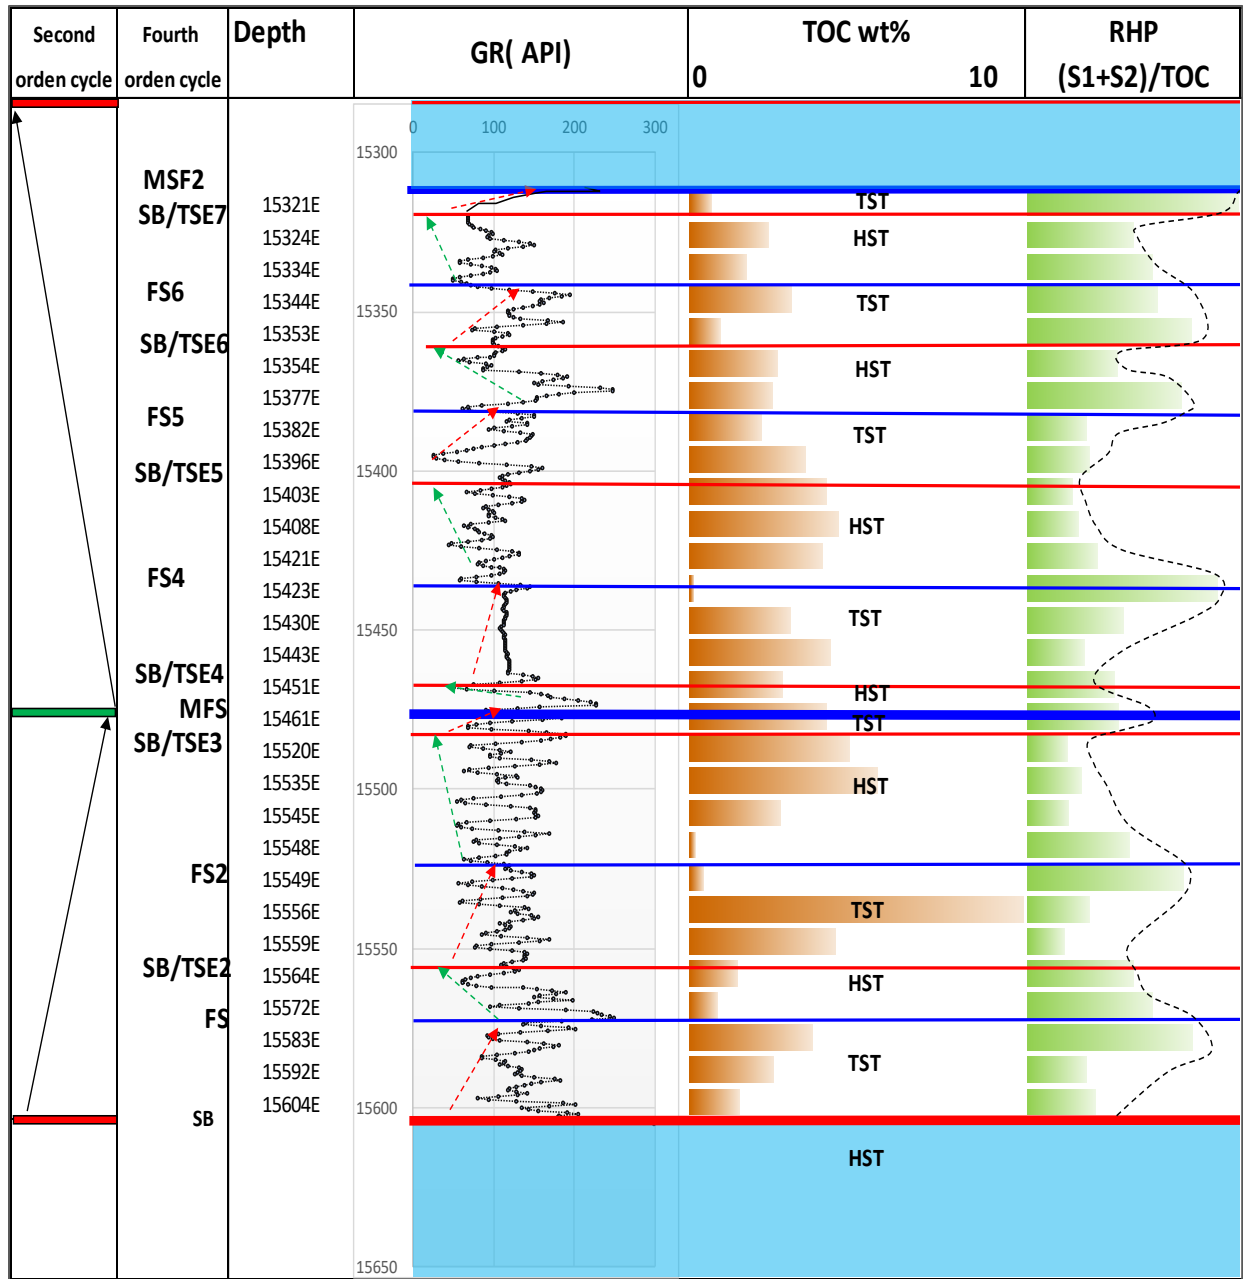 Second
orden cycle
Fourth
orden cycle
Depth
GR( API)
TOC wt%
0 10
RHP
(S1+S2)/TOC
0 100 200 300
15300
15350
15400
15450
15500
15550
15600
15650
MSF2
SB/TSE7
FS6
SB/TSE6
FS5
SB/TSE5
FS4
SB/TSE4
MFS
SB/TSE3
FS2
SB/TSE2
FS
SB
15321E
15324E
15334E
15344E
15353E
15354E
15377E
15382E
15396E
15403E
15408E
15421E
15423E
15430E
15443E
15451E
15461E
15520E
15535E
15545E
15548E
15549E
15556E
15559E
15564E
15572E
15583E
15592E
15604E
TST
HST
TST
HST
TST
HST
TST
HST
TST
HST
TST
HST
TST
HST